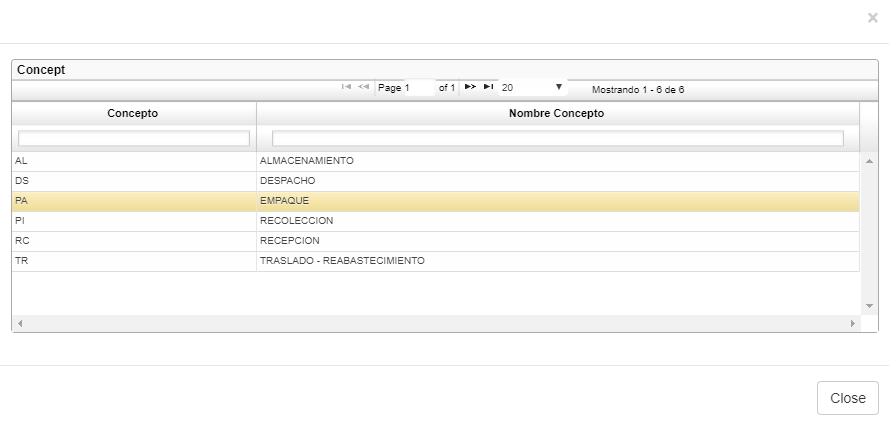 ×
Concept
Page 1 of 1 20 Mostrando 1 - 6 de 6
Concepto Nombre Concepto
AL ALMACENAMIENTO
DS DESPACHO
PA EMPAQUE
PI RECOLECCION
RC RECEPCION
TR TRASLADO - REABASTECIMIENTO
Close